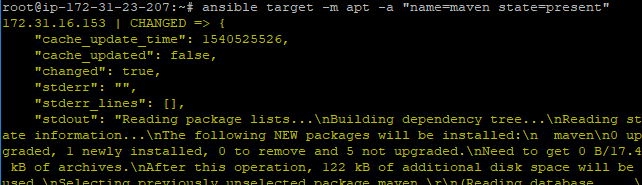 root@ip-172-31-23-207:~# ansible target -m apt -a "name=maven state=present"
172.31.16.153 | CHANGED => {
    "cache_update_time": 1540525526,
    "cache_updated": false,
    "changed": true,
    "stderr": "",
    "stderr_lines": [],
    "stdout": "Reading package lists...\nBuilding dependency tree...\nReading st
ate information...\nThe following NEW packages will be installed:\n  maven\n0 up
graded, 1 newly installed, 0 to remove and 5 not upgraded.\nNeed to get 0 B/17.4
 kB of archives.\nAfter this operation, 122 kB of additional disk space will be
used.\nSelecting previously unselected package maven.\r\n(Reading database